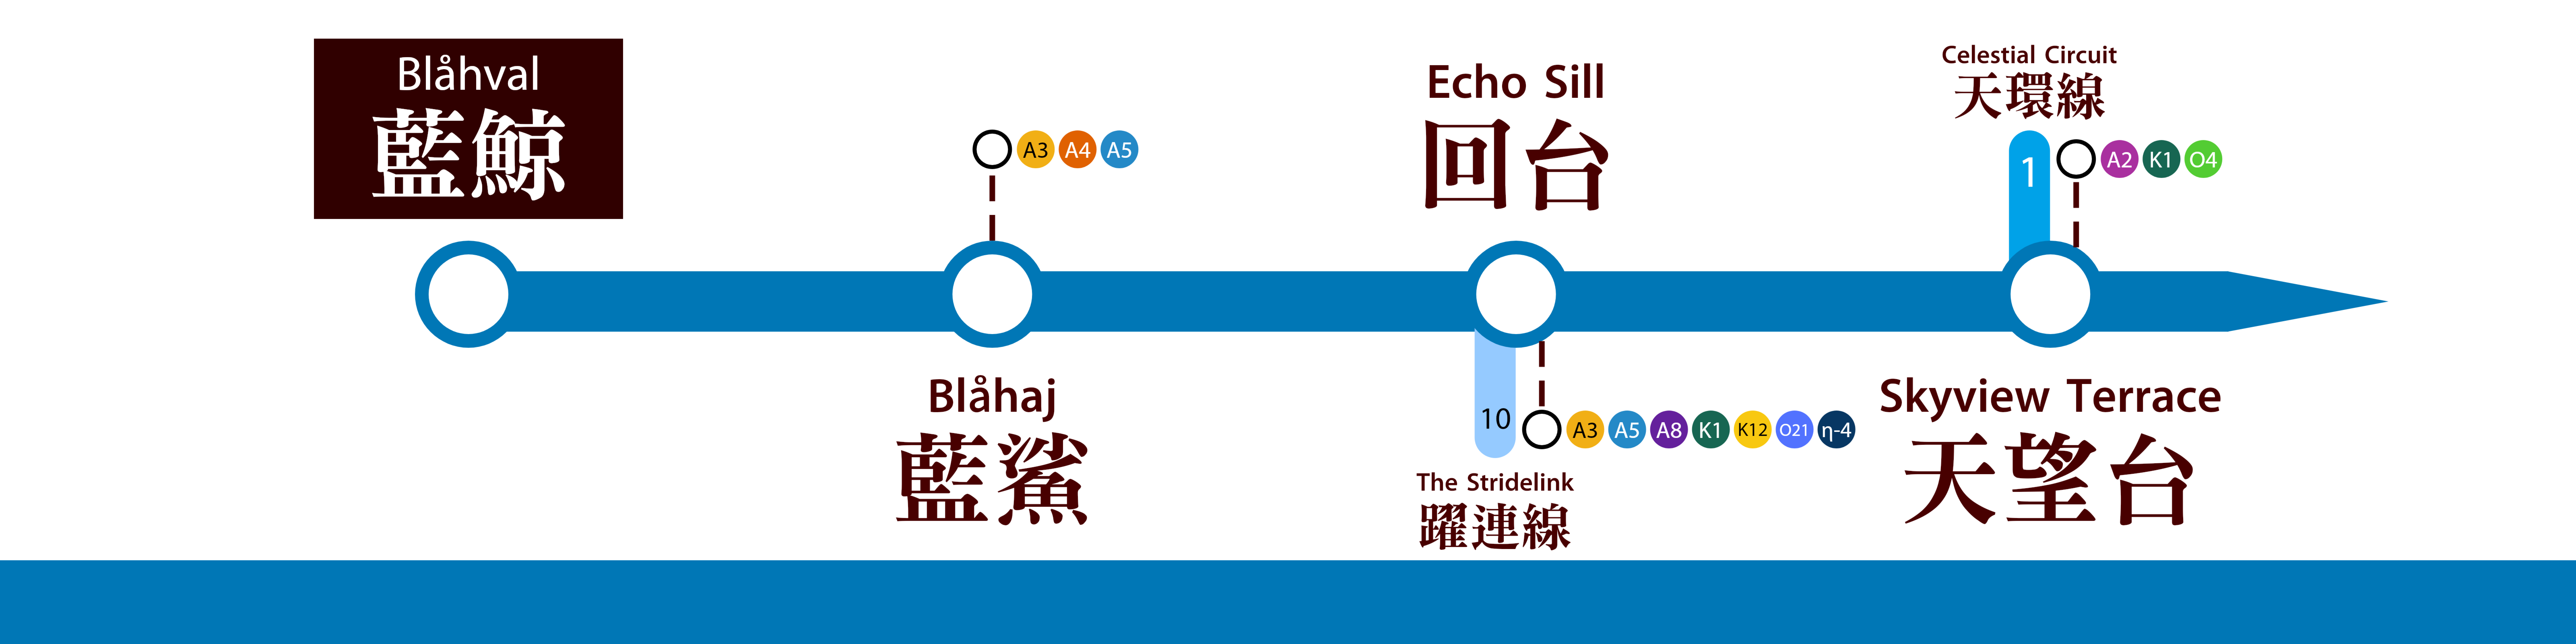 Blåhval
藍鯨
A3 A4 A5
Blåhaj
藍鯊
Echo Sill
回台
10
A3 A5 A8 K1 K12 O21 η-4
The Stridelink
躍連線
Celestial Circuit
天環線
1
A2 K1 O4
Skyview Terrace
天望台